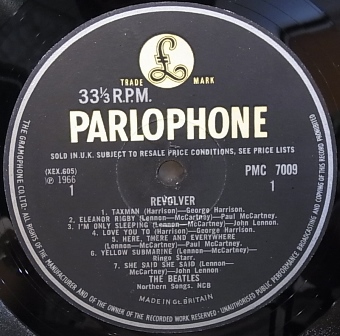 TRADE MARK
33⅓ R.P.M.
PARLOPHONE
SOLD IN U.K. SUBJECT TO RESALE PRICE CONDITIONS, SEE PRICE LISTS
(XEX.605)
℗ 1966
1
PMC 7009
1
REVOLVER
1. TAXMAN (Harrison)—George Harrison.
2. ELEANOR RIGBY (Lennon—McCartney)—Paul McCartney.
3. I'M ONLY SLEEPING (Lennon—McCartney)—John Lennon.
4. LOVE YOU TO (Harrison)—George Harrison.
5. HERE, THERE AND EVERYWHERE
(Lennon—McCartney)—Paul McCartney.
6. YELLOW SUBMARINE (Lennon—McCartney)—
Ringo Starr.
7. SHE SAID SHE SAID (Lennon—
McCartney)—John Lennon
THE BEATLES
Northern Songs. NCB
MADE IN GT. BRITAIN
THE GRAMOPHONE CO. LTD. ALL RIGHTS OF THE MANUFACTURER AND OF THE OWNER OF THE RECORDED WORK RESERVED. UNAUTHORISED PUBLIC PERFORMANCE BROADCASTING AND COPYING OF THIS RECORD PROHIBITED